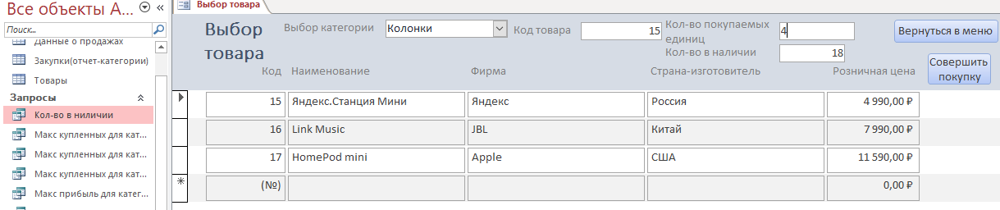 Все объекты A...
Поиск...
Данные о продажах
Закупки(отчет-категории)
Товары
Запросы
Кол-во в ниличии
Макс купленных для кат...
Макс купленных для кат...
Макс купленных для кат...
Макс прибыль для катег...
Выбор товара
Выбор товара
Выбор категории Колонки
Код товара 15
Кол-во покупаемых единиц 4
Кол-во в наличии 18
Вернуться в меню
Совершить покупку
Код Наименование Фирма Страна-изготовитель Розничная цена
15 Яндекс.Станция Мини Яндекс Россия 4 990,00 ₽
16 Link Music JBL Китай 7 990,00 ₽
17 HomePod mini Apple США 11 590,00 ₽
(№) 0,00 ₽